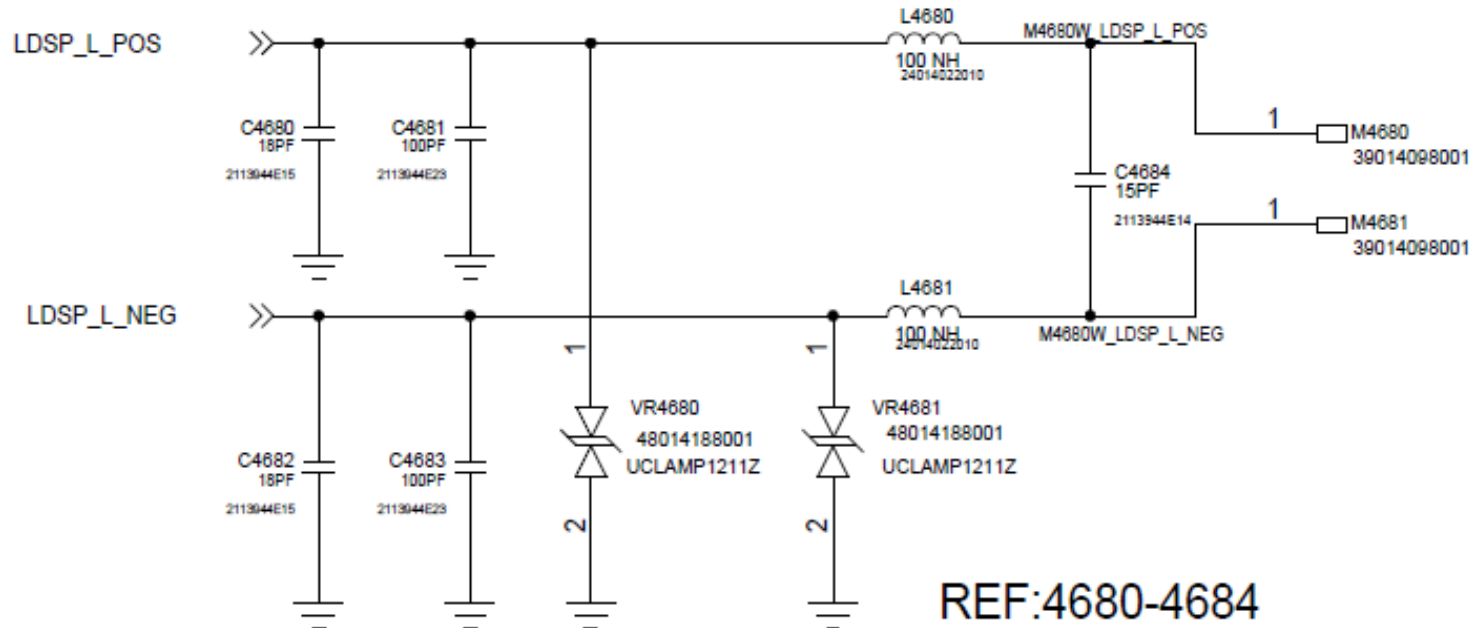 L4680
LDSP_L_POS
M4680W_LDSP_L_POS
100 NH
24014022010
C4680
18PF
2113944E15
C4681
100PF
2113944E23
1
M4680
39014098001
C4684
15PF
2113944E14
1
M4681
39014098001
L4681
LDSP_L_NEG
100 NH
24014022010
M4680W_LDSP_L_NEG
1
1
VR4680
48014188001
UCLAMP1211Z
VR4681
48014188001
UCLAMP1211Z
C4682
18PF
2113944E15
C4683
100PF
2113944E23
2
2
REF:4680-4684